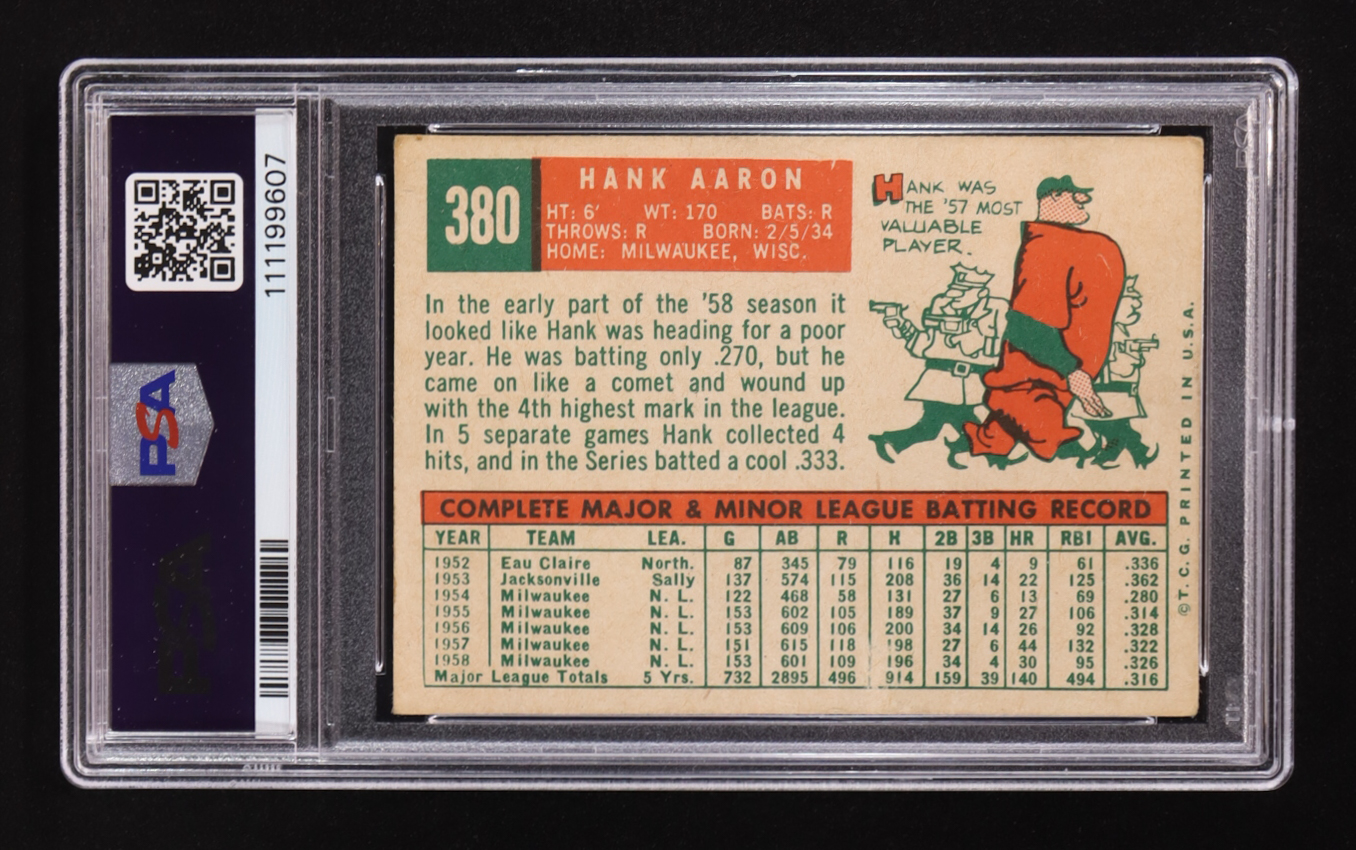 111199607
PSA
380
HANK AARON
HT: 6' WT: 170 BATS: R
THROWS: R BORN: 2/5/34
HOME: MILWAUKEE, WISC.
HANK WAS
THE '57 MOST
VALUABLE
PLAYER.
In the early part of the '58 season it
looked like Hank was heading for a poor
year. He was batting only .270, but he
came on like a comet and wound up
with the 4th highest mark in the league.
In 5 separate games Hank collected 4
hits, and in the Series batted a cool .333.
COMPLETE MAJOR & MINOR LEAGUE BATTING RECORD
YEAR TEAM LEA. G AB R H 2B 3B HR RBI AVG.
1952 Eau Claire North. 87 345 79 116 19 4 9 61 .336
1953 Jacksonville Sally 137 574 115 208 36 14 22 125 .362
1954 Milwaukee N. L. 122 468 58 131 27 6 13 69 .280
1955 Milwaukee N. L. 153 602 105 189 37 9 27 106 .314
1956 Milwaukee N. L. 153 609 106 200 34 14 26 92 .328
1957 Milwaukee N. L. 151 615 118 198 27 6 44 132 .322
1958 Milwaukee N. L. 153 601 109 196 34 4 30 95 .326
Major League Totals 5 Yrs. 732 2895 496 914 159 39 140 494 .316
© T. C. G. PRINTED IN U.S.A.